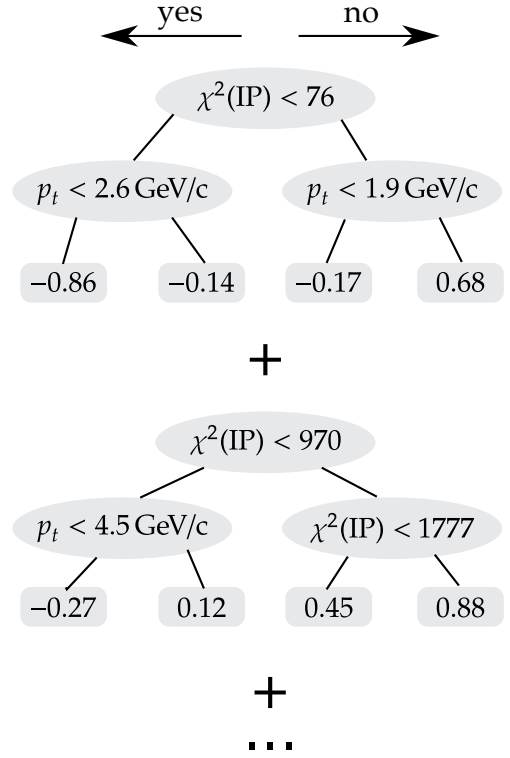 yes no
χ²(IP) < 76
p_t < 2.6 GeV/c p_t < 1.9 GeV/c
−0.86 −0.14 −0.17 0.68
+
χ²(IP) < 970
p_t < 4.5 GeV/c χ²(IP) < 1777
−0.27 0.12 0.45 0.88
+
...